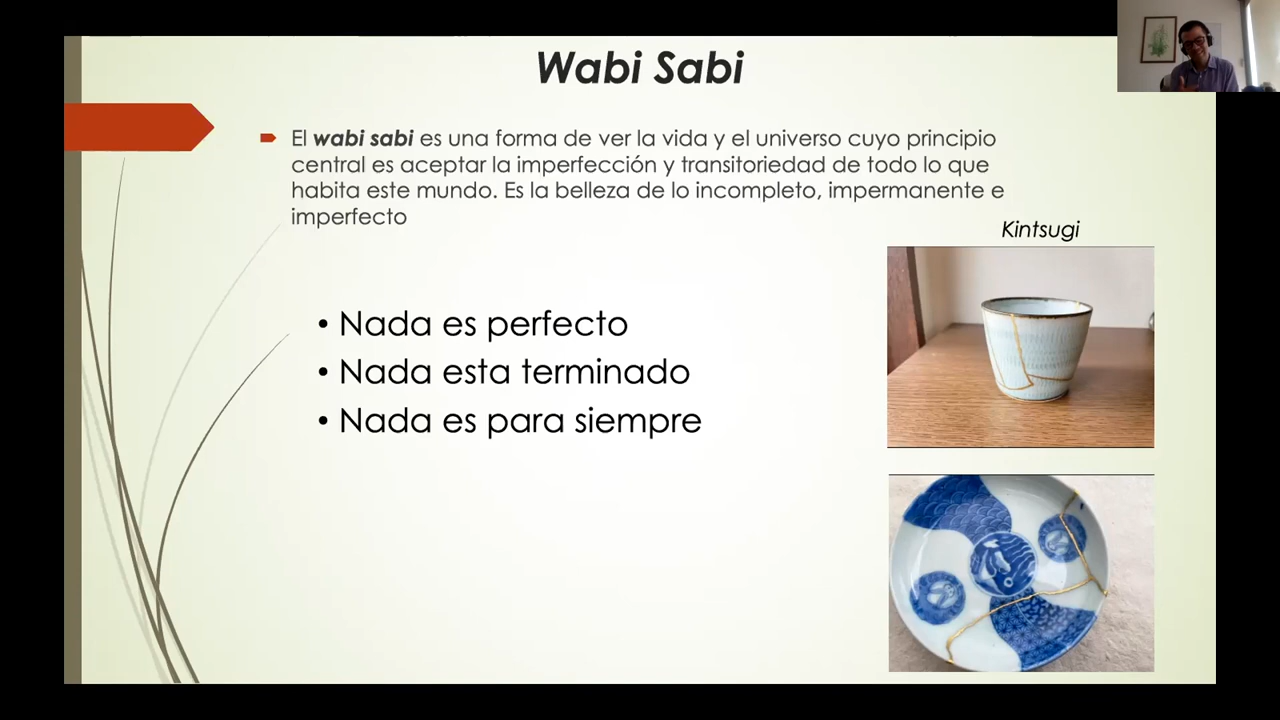 Wabi Sabi
El wabi sabi es una forma de ver la vida y el universo cuyo principio
central es aceptar la imperfección y transitoriedad de todo lo que
habita este mundo. Es la belleza de lo incompleto, impermanente e
imperfecto
Kintsugi
• Nada es perfecto
• Nada esta terminado
• Nada es para siempre